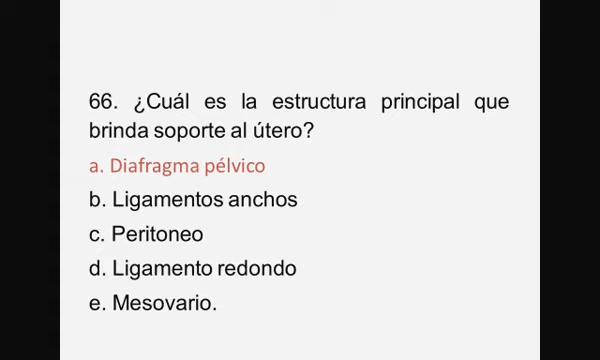 66. ¿Cuál es la estructura principal que
brinda soporte al útero?
a. Diafragma pélvico
b. Ligamentos anchos
c. Peritoneo
d. Ligamento redondo
e. Mesovario.